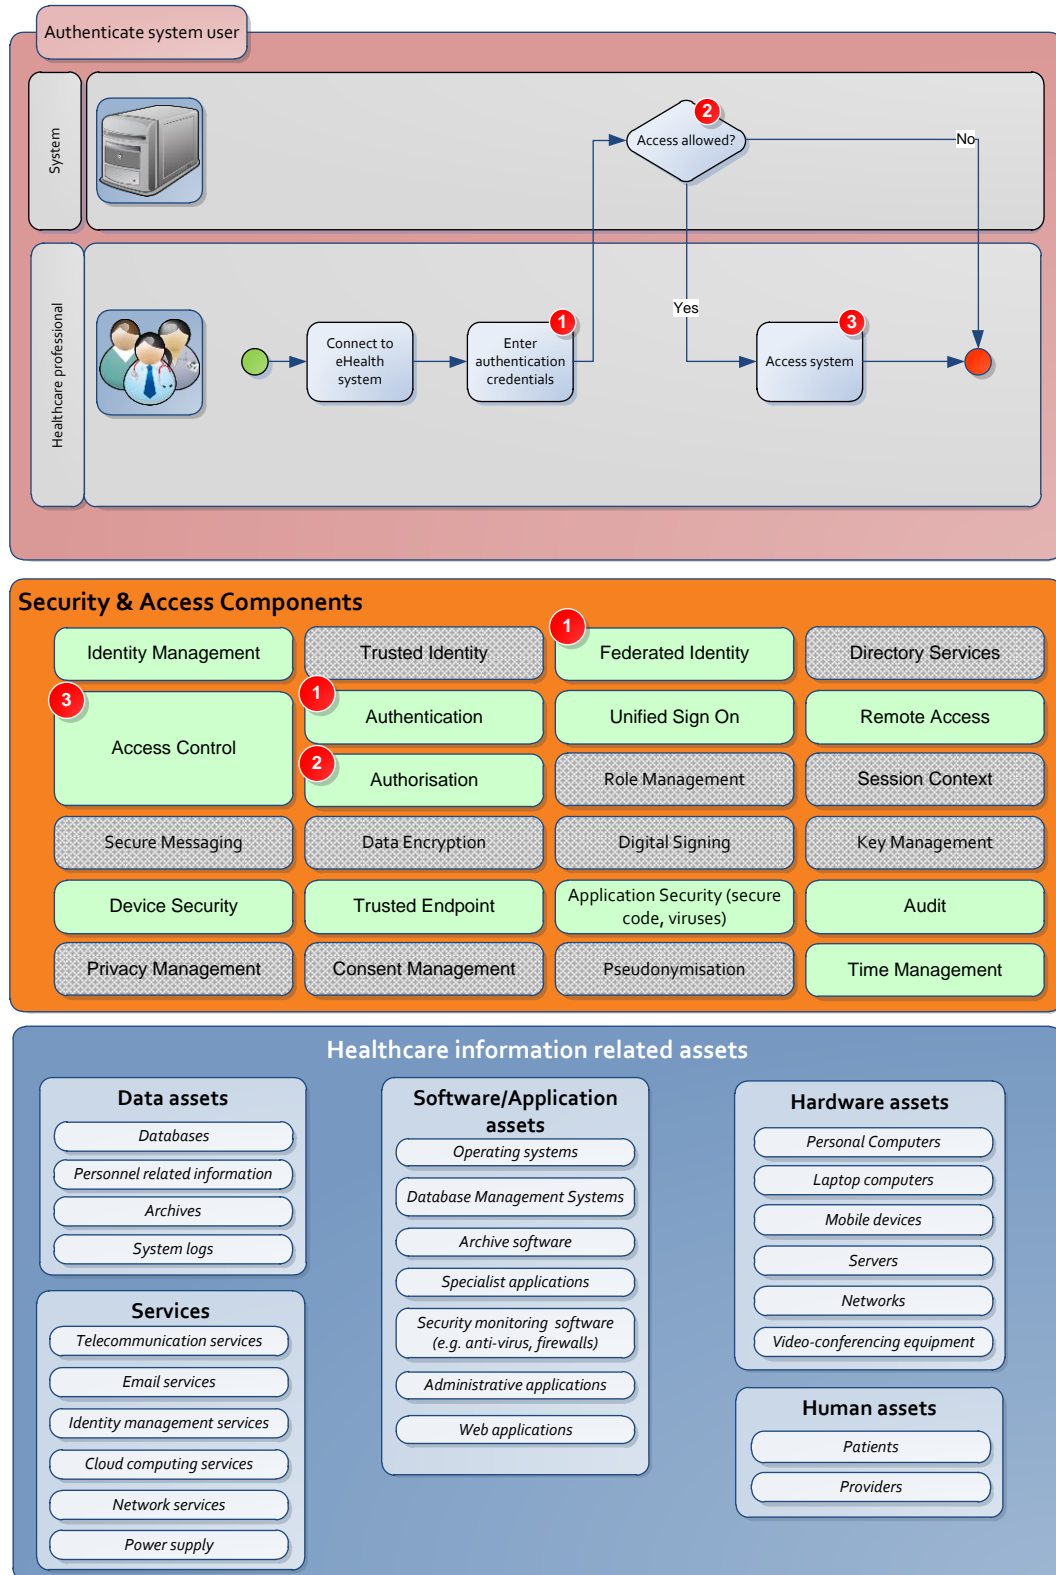 Authenticate system user
System
2
Access allowed?
No
Healthcare professional
Yes
1
3
Connect to
eHealth
system
Enter
authentication
credentials
Access system
Security & Access Components
1
Identity Management
Trusted Identity
Federated Identity
Directory Services
3
1
Access Control
Authentication
Unified Sign On
Remote Access
2
Authorisation
Role Management
Session Context
Secure Messaging
Data Encryption
Digital Signing
Key Management
Device Security
Trusted Endpoint
Application Security (secure
code, viruses)
Audit
Privacy Management
Consent Management
Pseudonymisation
Time Management
Healthcare information related assets
Data assets
Databases
Personnel related information
Archives
System logs
Services
Telecommunication services
Email services
Identity management services
Cloud computing services
Network services
Power supply
Software/Application
assets
Operating systems
Database Management Systems
Archive software
Specialist applications
Security monitoring software
(e.g. anti-virus, firewalls)
Administrative applications
Web applications
Hardware assets
Personal Computers
Laptop computers
Mobile devices
Servers
Networks
Video-conferencing equipment
Human assets
Patients
Providers